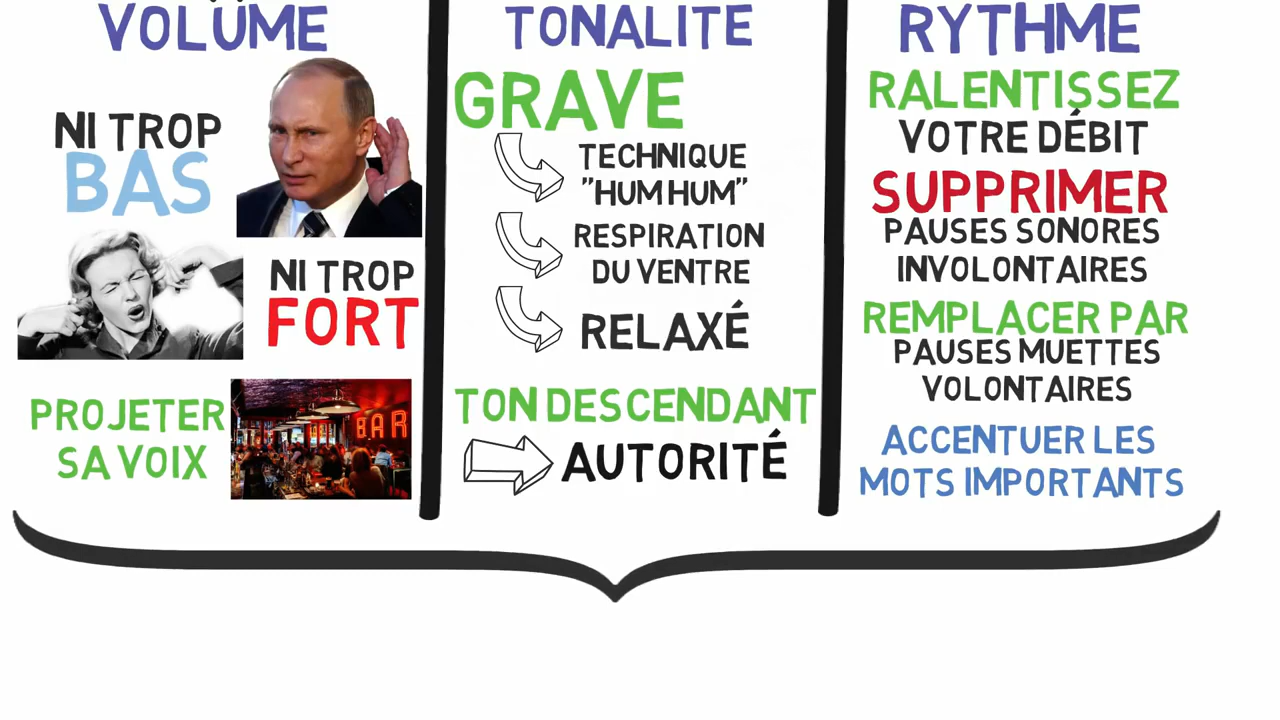 VOLUME
NI TROP
BAS
NI TROP
FORT
PROJETER
SA VOIX
BAR
TONALITE
GRAVE
TECHNIQUE
"HUM HUM"
RESPIRATION
DU VENTRE
RELAXÉ
TON DESCENDANT
AUTORITÉ
RYTHME
RALENTISSEZ
VOTRE DÉBIT
SUPPRIMER
PAUSES SONORES
INVOLONTAIRES
REMPLACER PAR
PAUSES MUETTES
VOLONTAIRES
ACCENTUER LES
MOTS IMPORTANTS